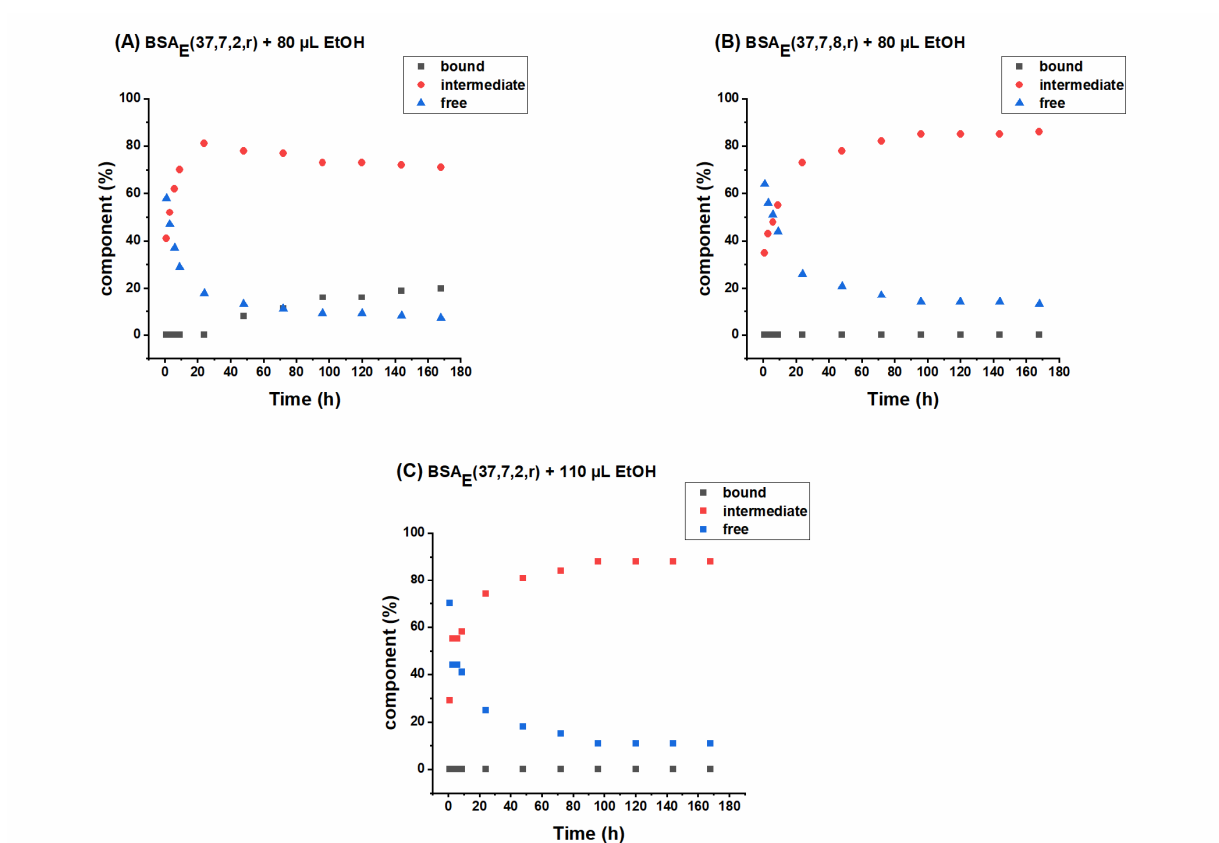 (A) BSAE(37,7,2,r) + 80 µL EtOH
bound
intermediate
free
100
80
60
40
20
0
component (%)
0 20 40 60 80 100 120 140 160 180
Time (h)
(B) BSAE(37,7,8,r) + 80 µL EtOH
bound
intermediate
free
100
80
60
40
20
0
component (%)
0 20 40 60 80 100 120 140 160 180
Time (h)
(C) BSAE(37,7,2,r) + 110 µL EtOH
bound
intermediate
free
100
80
60
40
20
0
component (%)
0 20 40 60 80 100 120 140 160 180
Time (h)